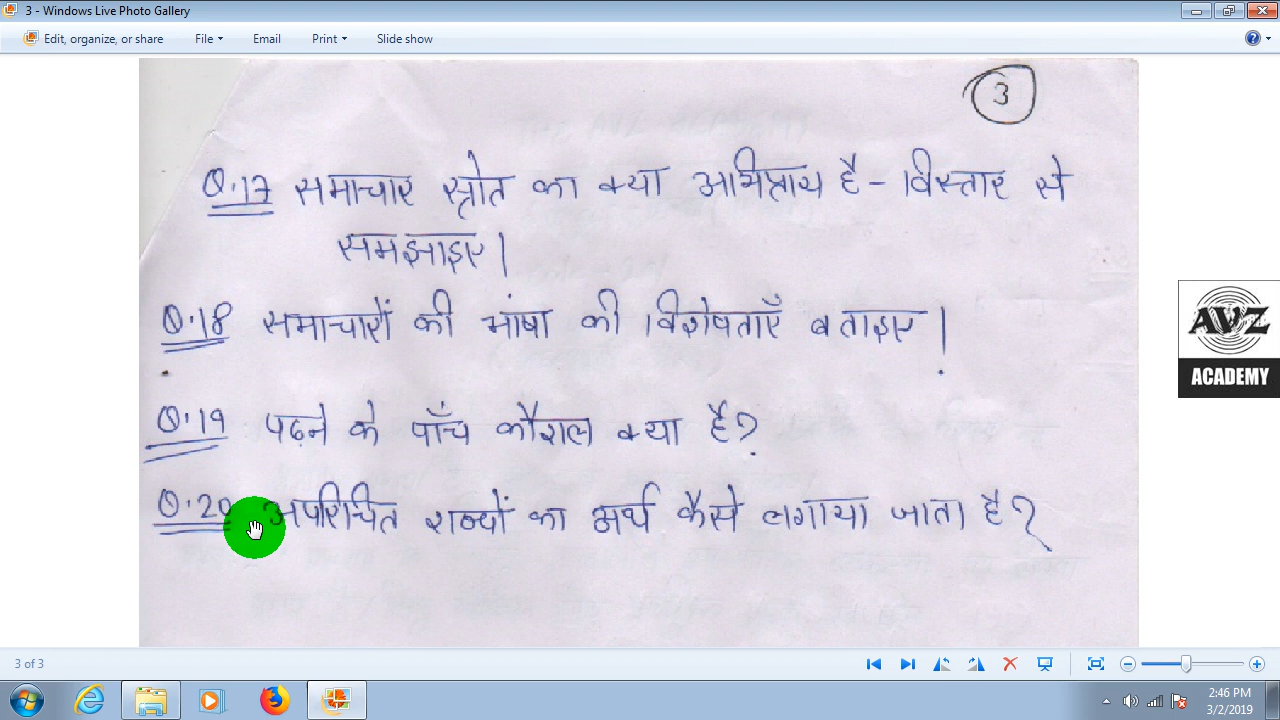 3 - Windows Live Photo Gallery
Edit, organize, or share File Email Print Slide show
3
Q.17 समाचार स्त्रोत का क्या अभिप्राय है - विस्तार से
समझाइए।
Q.18 समाचारों की भांषा की विशेषताएँ बताइए।
AVZ
ACADEMY
Q.19 पढ़ने के पाँच कौशल क्या है?
Q.20 अपरिचित शब्दों का अर्थ कैसे लगाया जाता है?
3 of 3
2:46 PM
3/2/2019